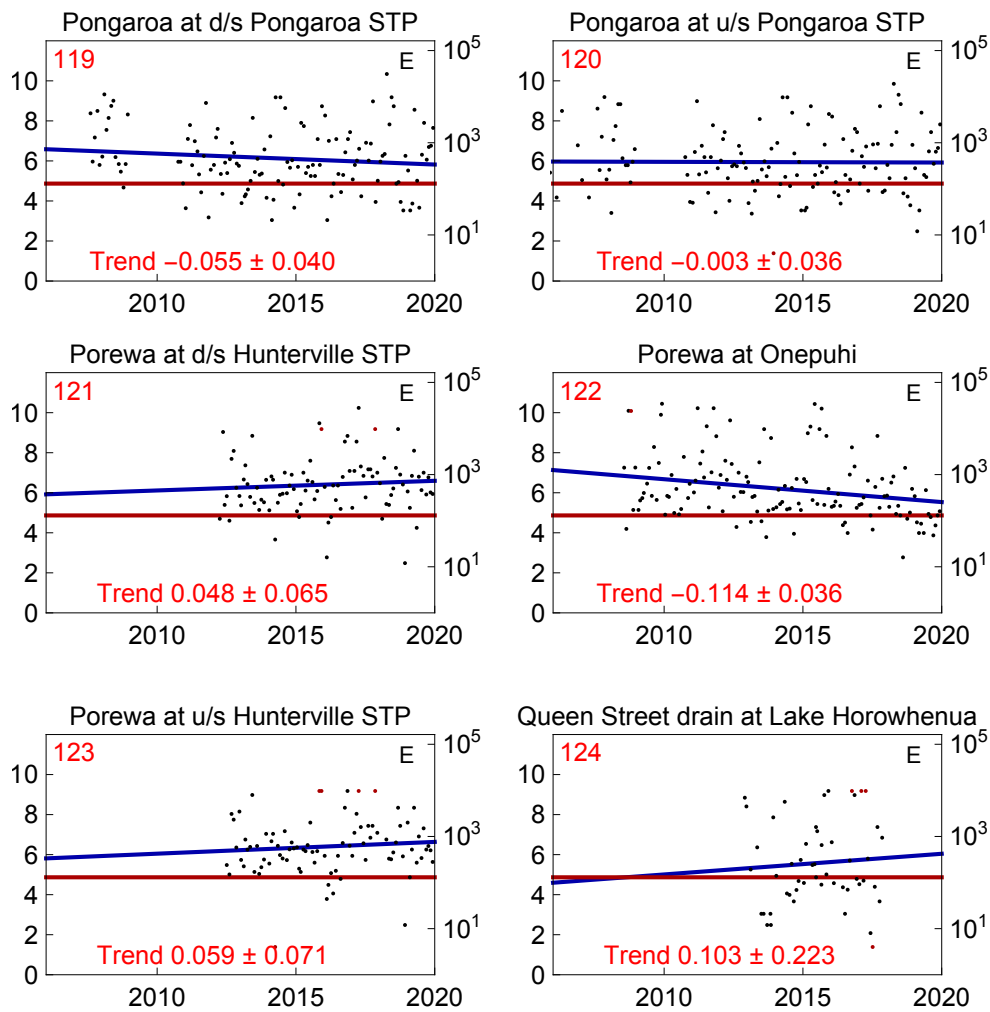 Pongaroa at d/s Pongaroa STP
119
E
10
8
6
4
2
0
10^5
10^3
10^1
Trend −0.055 ± 0.040
2010 2015 2020
Pongaroa at u/s Pongaroa STP
120
E
10
8
6
4
2
0
10^5
10^3
10^1
Trend −0.003 ± 0.036
2010 2015 2020
Porewa at d/s Hunterville STP
121
E
10
8
6
4
2
0
10^5
10^3
10^1
Trend 0.048 ± 0.065
2010 2015 2020
Porewa at Onepuhi
122
E
10
8
6
4
2
0
10^5
10^3
10^1
Trend −0.114 ± 0.036
2010 2015 2020
Porewa at u/s Hunterville STP
123
E
10
8
6
4
2
0
10^5
10^3
10^1
Trend 0.059 ± 0.071
2010 2015 2020
Queen Street drain at Lake Horowhenua
124
E
10
8
6
4
2
0
10^5
10^3
10^1
Trend 0.103 ± 0.223
2010 2015 2020